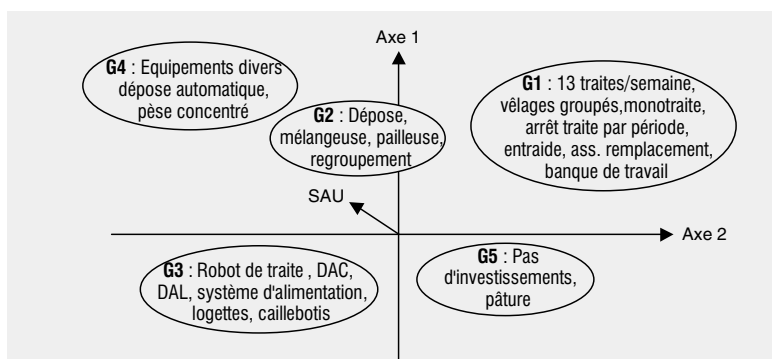 Axe 1
G4 : Equipements divers
dépose automatique,
pèse concentré
G2 : Dépose,
mélangeuse, pailleuse,
regroupement
G1 : 13 traites/semaine,
vêlages groupés,monotraite,
arrêt traite par période,
entraide, ass. remplacement,
banque de travail
SAU
Axe 2
G3 : Robot de traite , DAC,
DAL, système d'alimentation,
logettes, caillebotis
G5 : Pas
d'investissements,
pâture